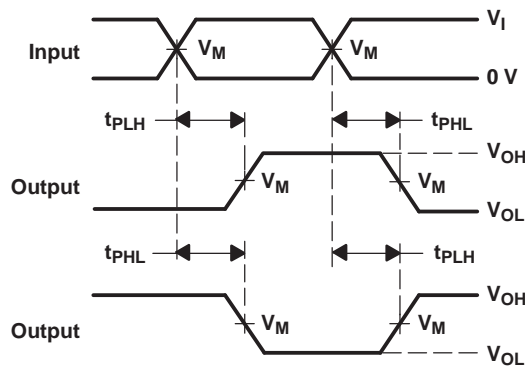 V_I
Input V_M V_M
0 V
t_PLH t_PHL
V_OH
Output V_M V_M
V_OL
t_PHL t_PLH
V_OH
Output V_M V_M
V_OL